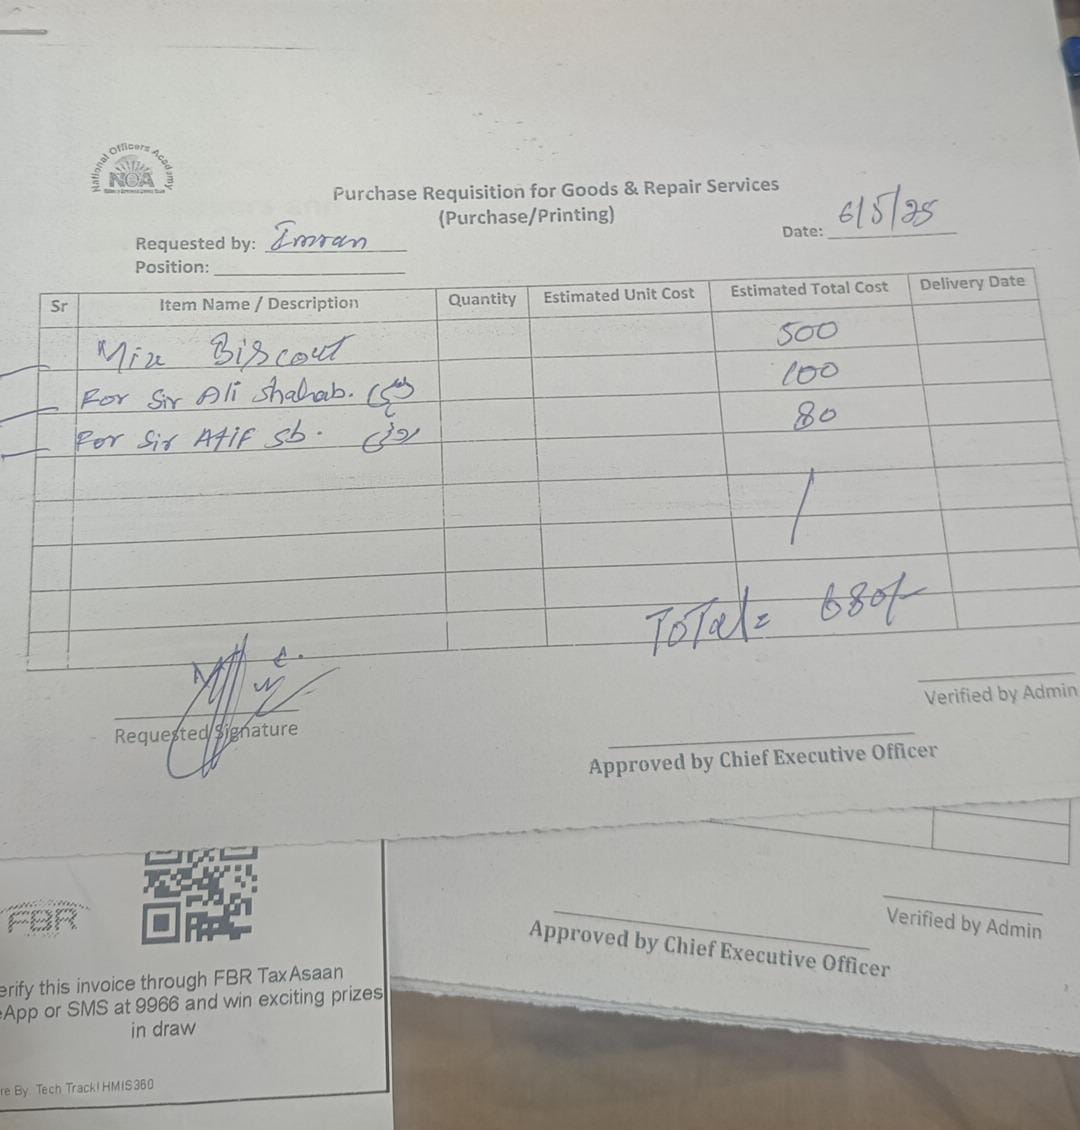 National Officers Academy
NOA
Purchase Requisition for Goods & Repair Services
(Purchase/Printing)
Requested by: Imran
Date: 6/5/25
Position:
Sr Item Name / Description Quantity Estimated Unit Cost Estimated Total Cost Delivery Date
Mix Biscout 500
For Sir Ali Shahab. 100
For Sir Atif Sb. 80
Total= 680/-
Requested Signature
Verified by Admin
Approved by Chief Executive Officer
FBR
erify this invoice through FBR TaxAsaan
App or SMS at 9966 and win exciting prizes
in draw
re By Tech Track! HMIS360
Verified by Admin
Approved by Chief Executive Officer